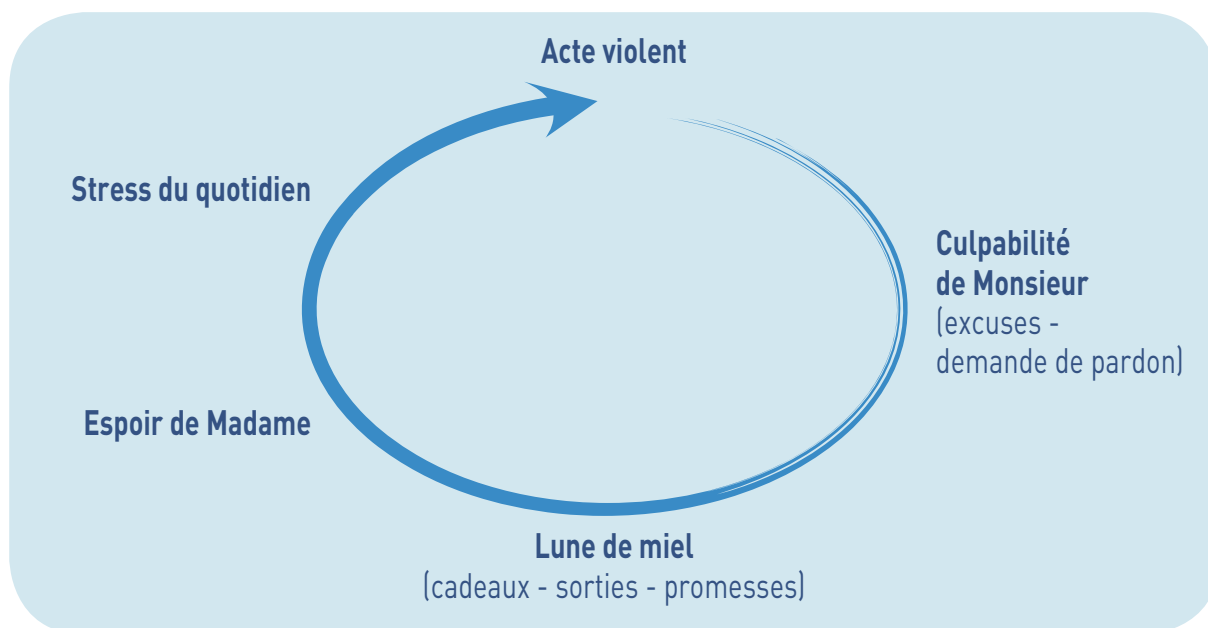 Acte violent
Stress du quotidien
Culpabilité
de Monsieur
(excuses -
demande de pardon)
Espoir de Madame
Lune de miel
(cadeaux - sorties - promesses)